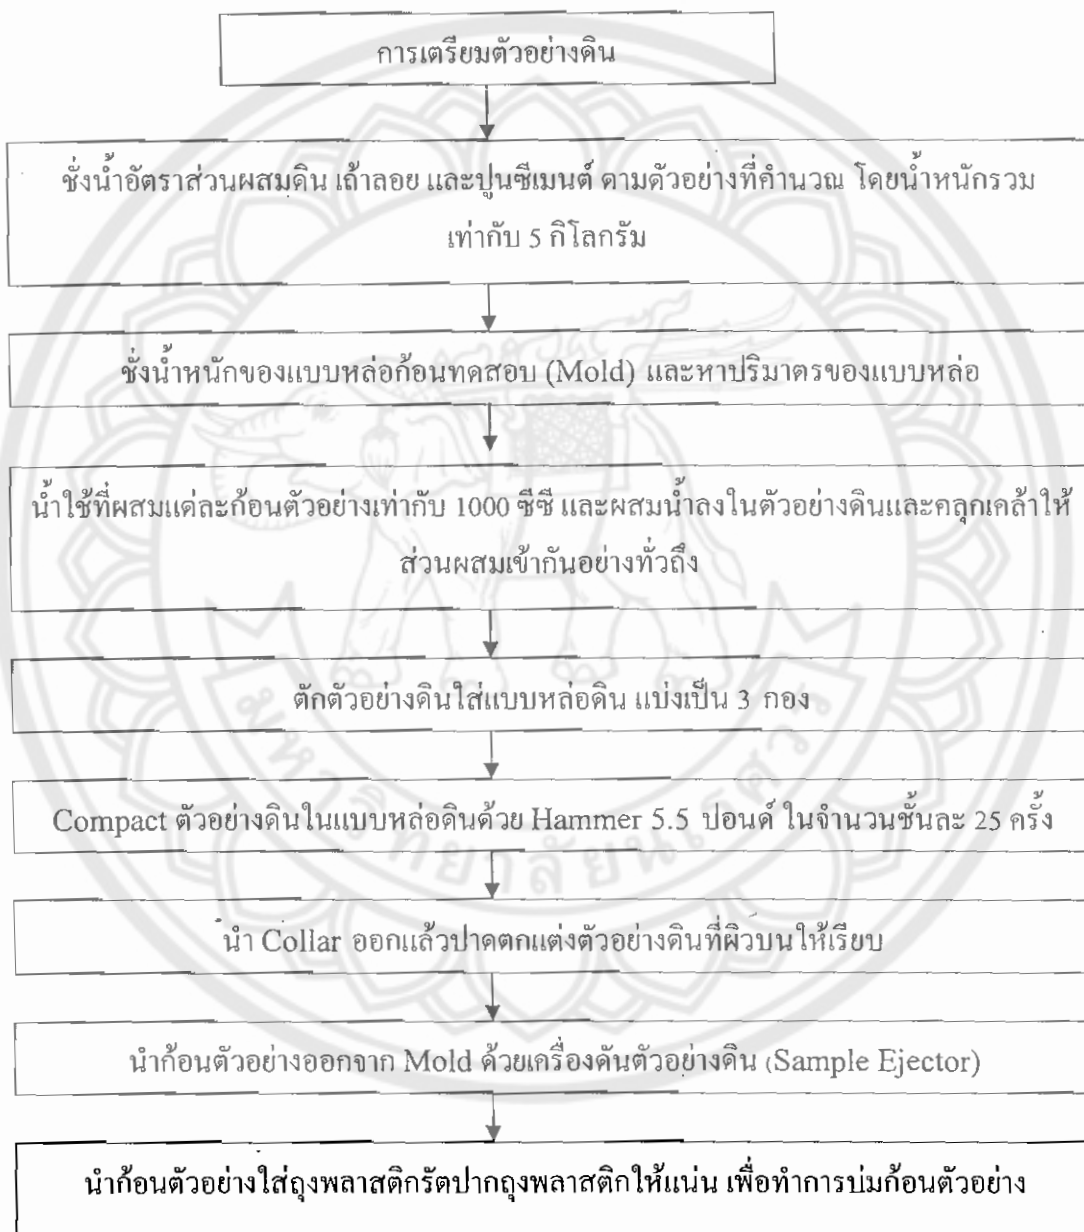 การเตรียมตัวอย่างดิน
ชั่งน้ำอัตราส่วนผสมดิน เถ้าลอย และปูนซีเมนต์ ตามตัวอย่างที่คำนวณ โดยน้ำหนักรวม
เท่ากับ 5 กิโลกรัม
ชั่งน้ำหนักของแบบหล่อก้อนทดสอบ (Mold) และหาปริมาตรของแบบหล่อ
น้ำใช้ที่ผสมแต่ละก้อนตัวอย่างเท่ากับ 1000 ซีซี และผสมน้ำลงในตัวอย่างดินและคลุกเคล้าให้
ส่วนผสมเข้ากันอย่างทั่วถึง
ตักตัวอย่างดินใส่แบบหล่อดิน แบ่งเป็น 3 กอง
Compact ตัวอย่างดินในแบบหล่อดินด้วย Hammer 5.5 ปอนด์ ในจำนวนชั้นละ 25 ครั้ง
นำ Collar ออกแล้วปาดตกแต่งตัวอย่างดินที่ผิวบนให้เรียบ
นำก้อนตัวอย่างออกจาก Mold ด้วยเครื่องดันตัวอย่างดิน (Sample Ejector)
นำก้อนตัวอย่างใส่ถุงพลาสติกรัดปากถุงพลาสติกให้แน่น เพื่อทำการบ่มก้อนตัวอย่าง
มหาวิทยาลัยนเรศวร